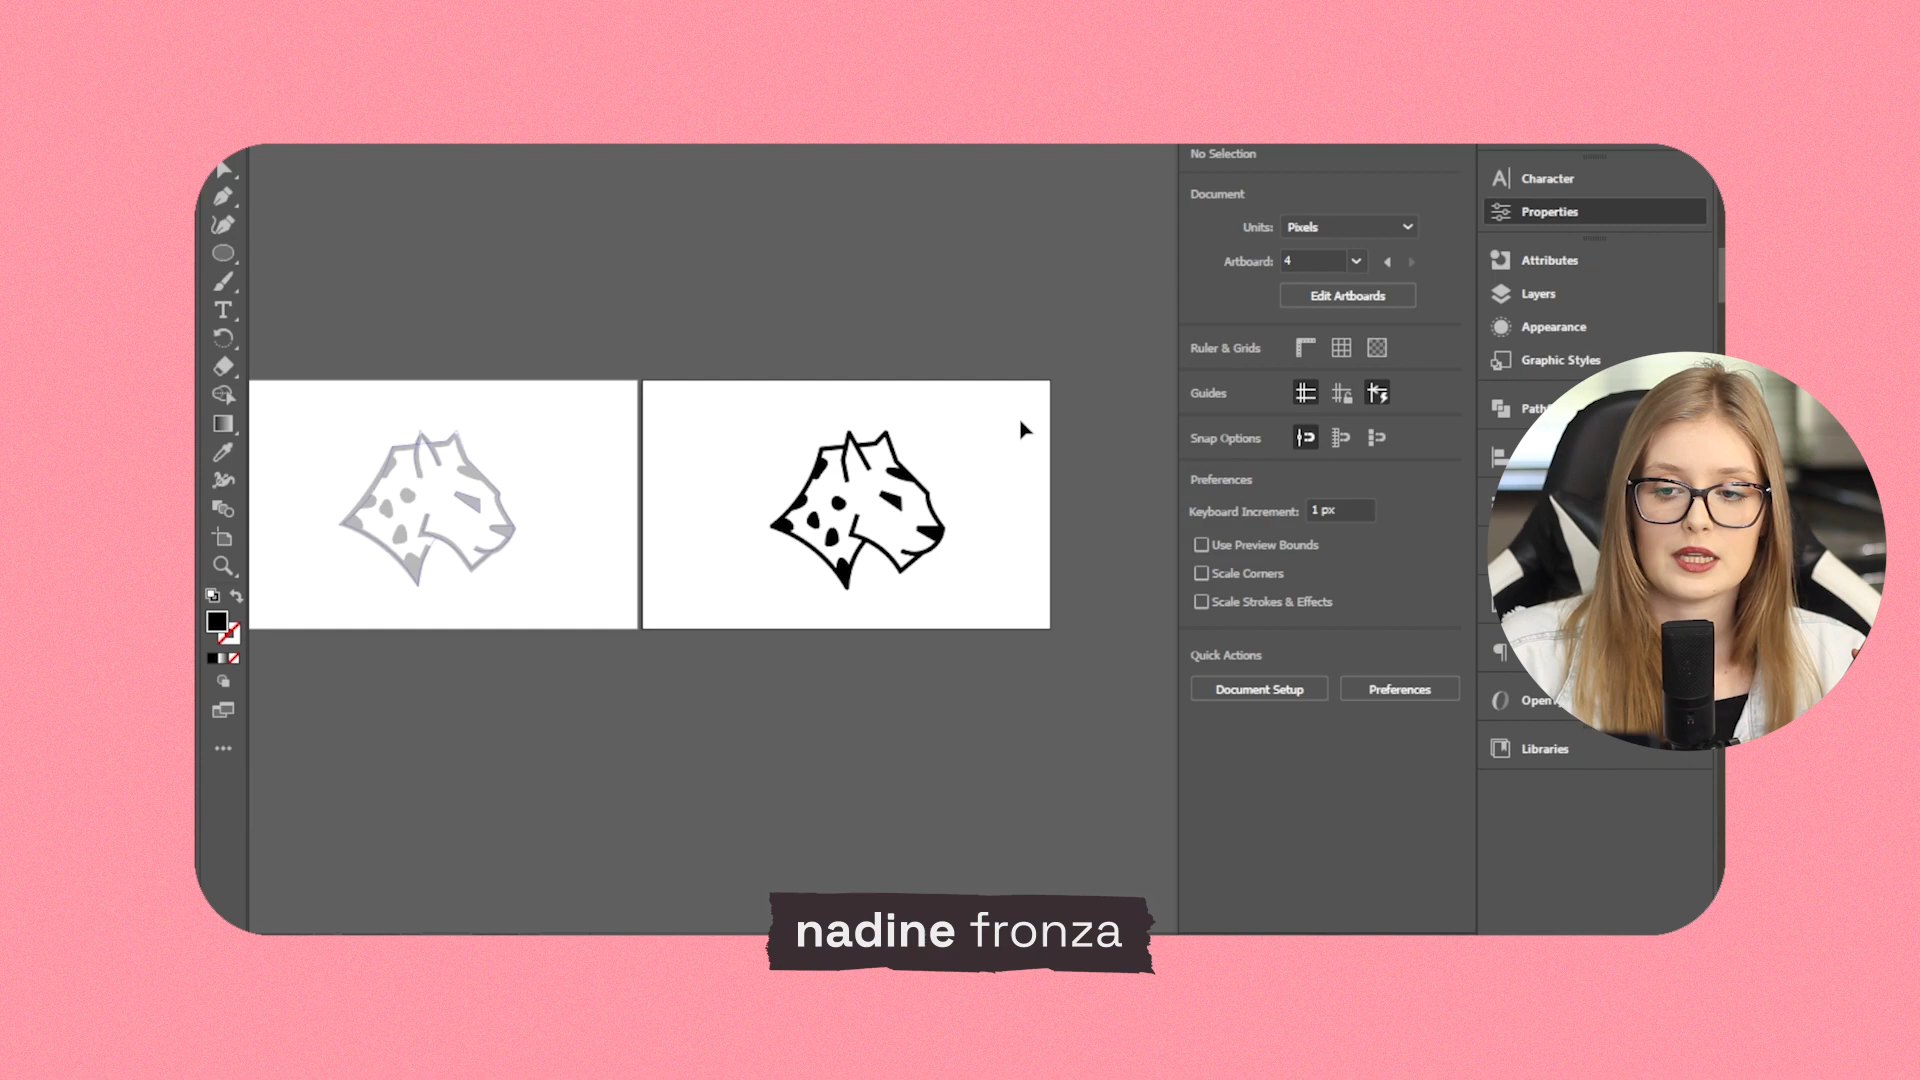 No Selection
Document
Units: Pixels
Artboard: 4
Edit Artboards
Ruler & Grids
Guides
Snap Options
Preferences
Keyboard Increment: 1 px
Use Preview Bounds
Scale Corners
Scale Strokes & Effects
Quick Actions
Document Setup Preferences
Character
Properties
Attributes
Layers
Appearance
Graphic Styles
Libraries
nadine fronza